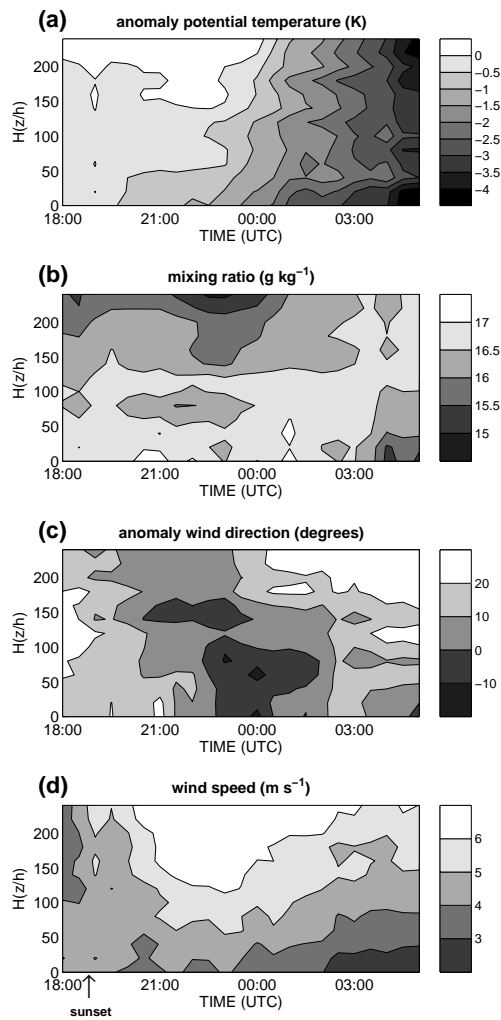 (a)
anomaly potential temperature (K)
H(z/h)
200
150
100
50
0
18:00 21:00 00:00 03:00
TIME (UTC)
0
−0.5
−1
−1.5
−2
−2.5
−3
−3.5
−4
(b)
mixing ratio (g kg⁻¹)
H(z/h)
200
150
100
50
0
18:00 21:00 00:00 03:00
TIME (UTC)
17
16.5
16
15.5
15
(c)
anomaly wind direction (degrees)
H(z/h)
200
150
100
50
0
18:00 21:00 00:00 03:00
TIME (UTC)
20
10
0
−10
(d)
wind speed (m s⁻¹)
H(z/h)
200
150
100
50
0
18:00 21:00 00:00 03:00
TIME (UTC)
6
5
4
3
sunset